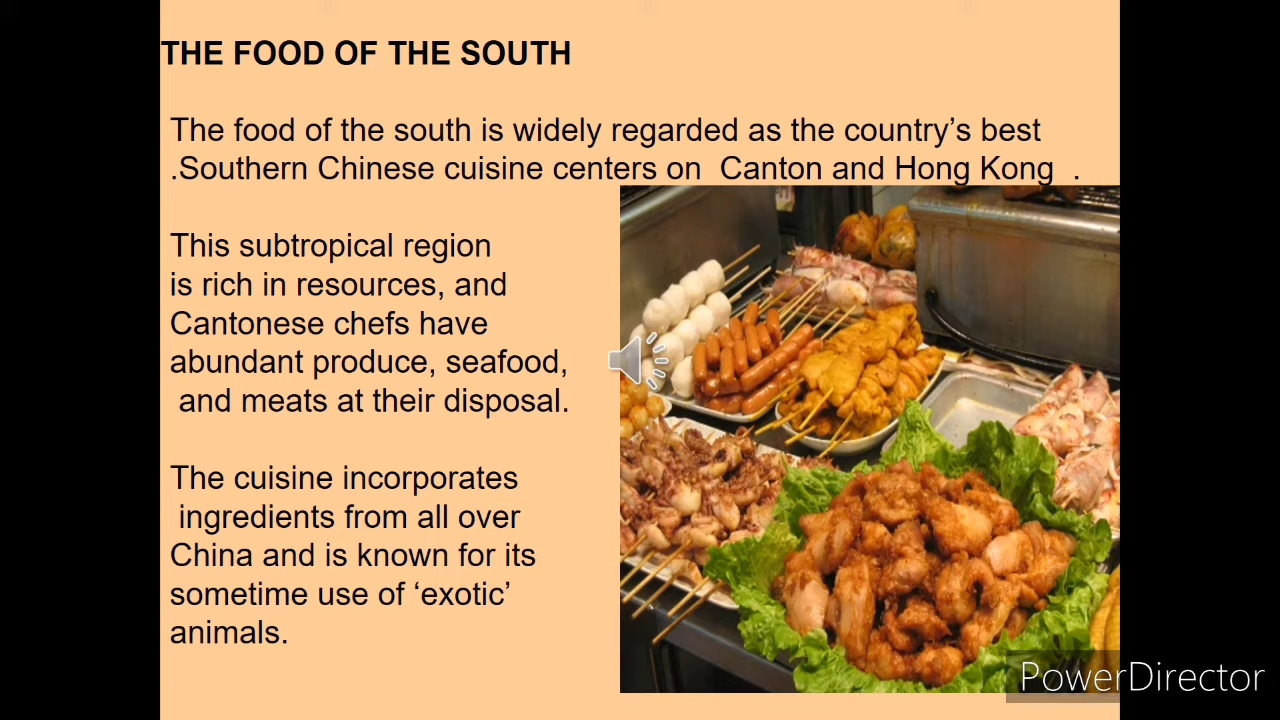 THE FOOD OF THE SOUTH
The food of the south is widely regarded as the country’s best
.Southern Chinese cuisine centers on  Canton and Hong Kong  .
This subtropical region
is rich in resources, and
Cantonese chefs have
abundant produce, seafood,
and meats at their disposal.
The cuisine incorporates
ingredients from all over
China and is known for its
sometime use of ‘exotic’
animals.
PowerDirector